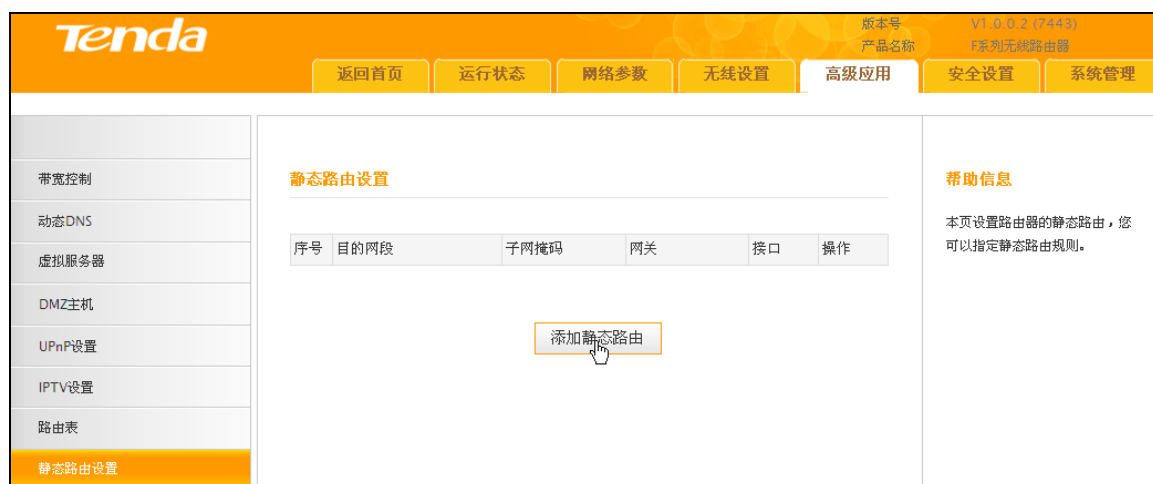 Tenda
版本号 V1.0.0.2 (7443)
产品名称 F系列无线路由器
返回首页 运行状态 网络参数 无线设置 高级应用 安全设置 系统管理
带宽控制
动态DNS
虚拟服务器
DMZ主机
UPnP设置
IPTV设置
路由表
静态路由设置
静态路由设置
序号 目的网段 子网掩码 网关 接口 操作
添加静态路由
帮助信息
本页设置路由器的静态路由，您
可以指定静态路由规则。